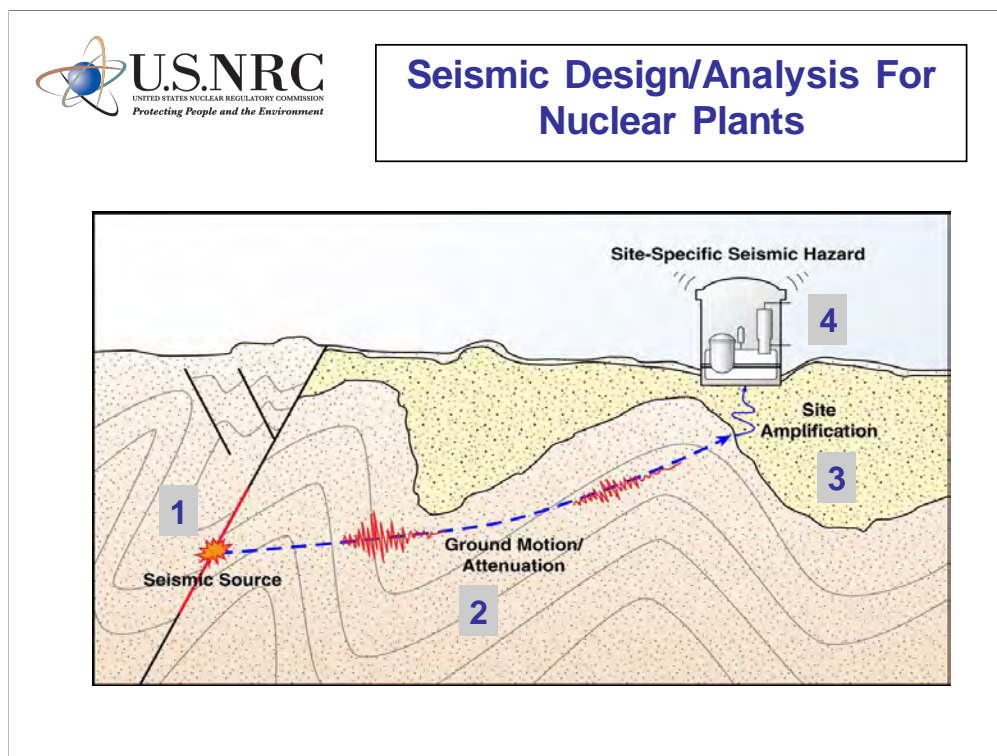 U.S.NRC
UNITED STATES NUCLEAR REGULATORY COMMISSION
Protecting People and the Environment
Seismic Design/Analysis For
Nuclear Plants
Site-Specific Seismic Hazard
4
Site
Amplification
3
1
Seismic Source
Ground Motion/
Attenuation
2